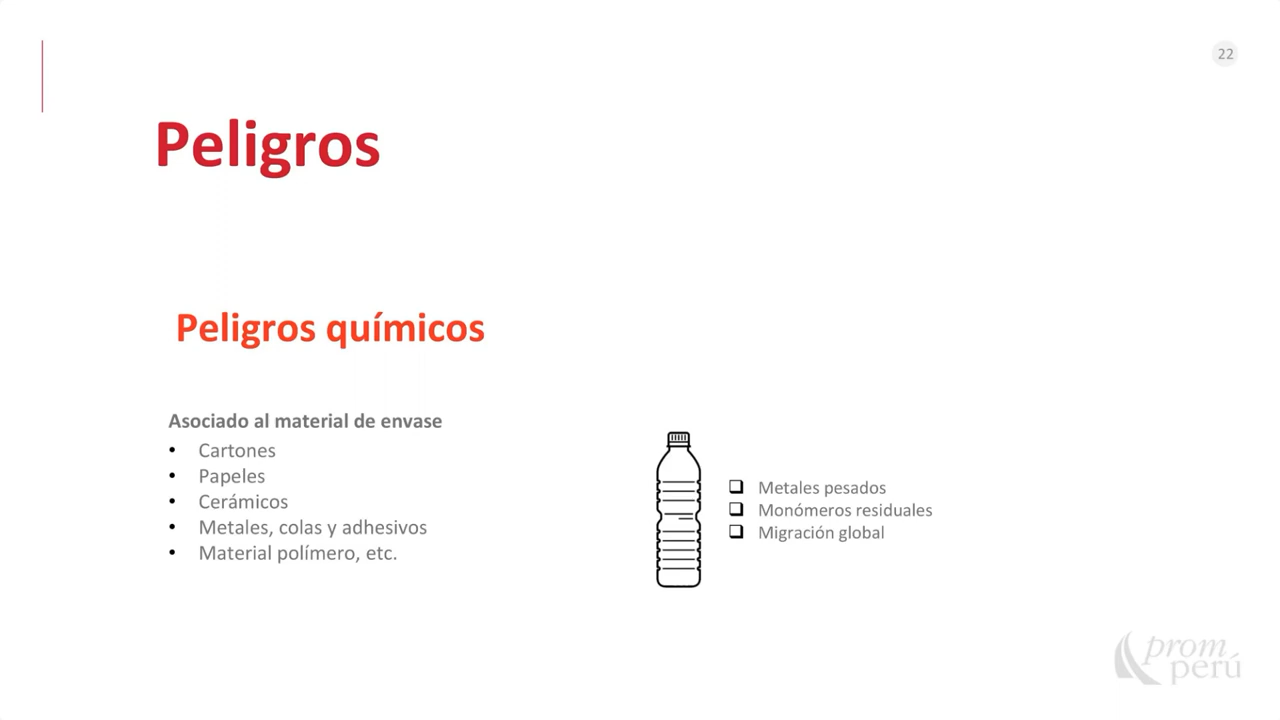 22
Peligros
Peligros químicos
Asociado al material de envase
• Cartones
• Papeles
• Cerámicos
• Metales, colas y adhesivos
• Material polímero, etc.
❑ Metales pesados
❑ Monómeros residuales
❑ Migración global
prom
perú